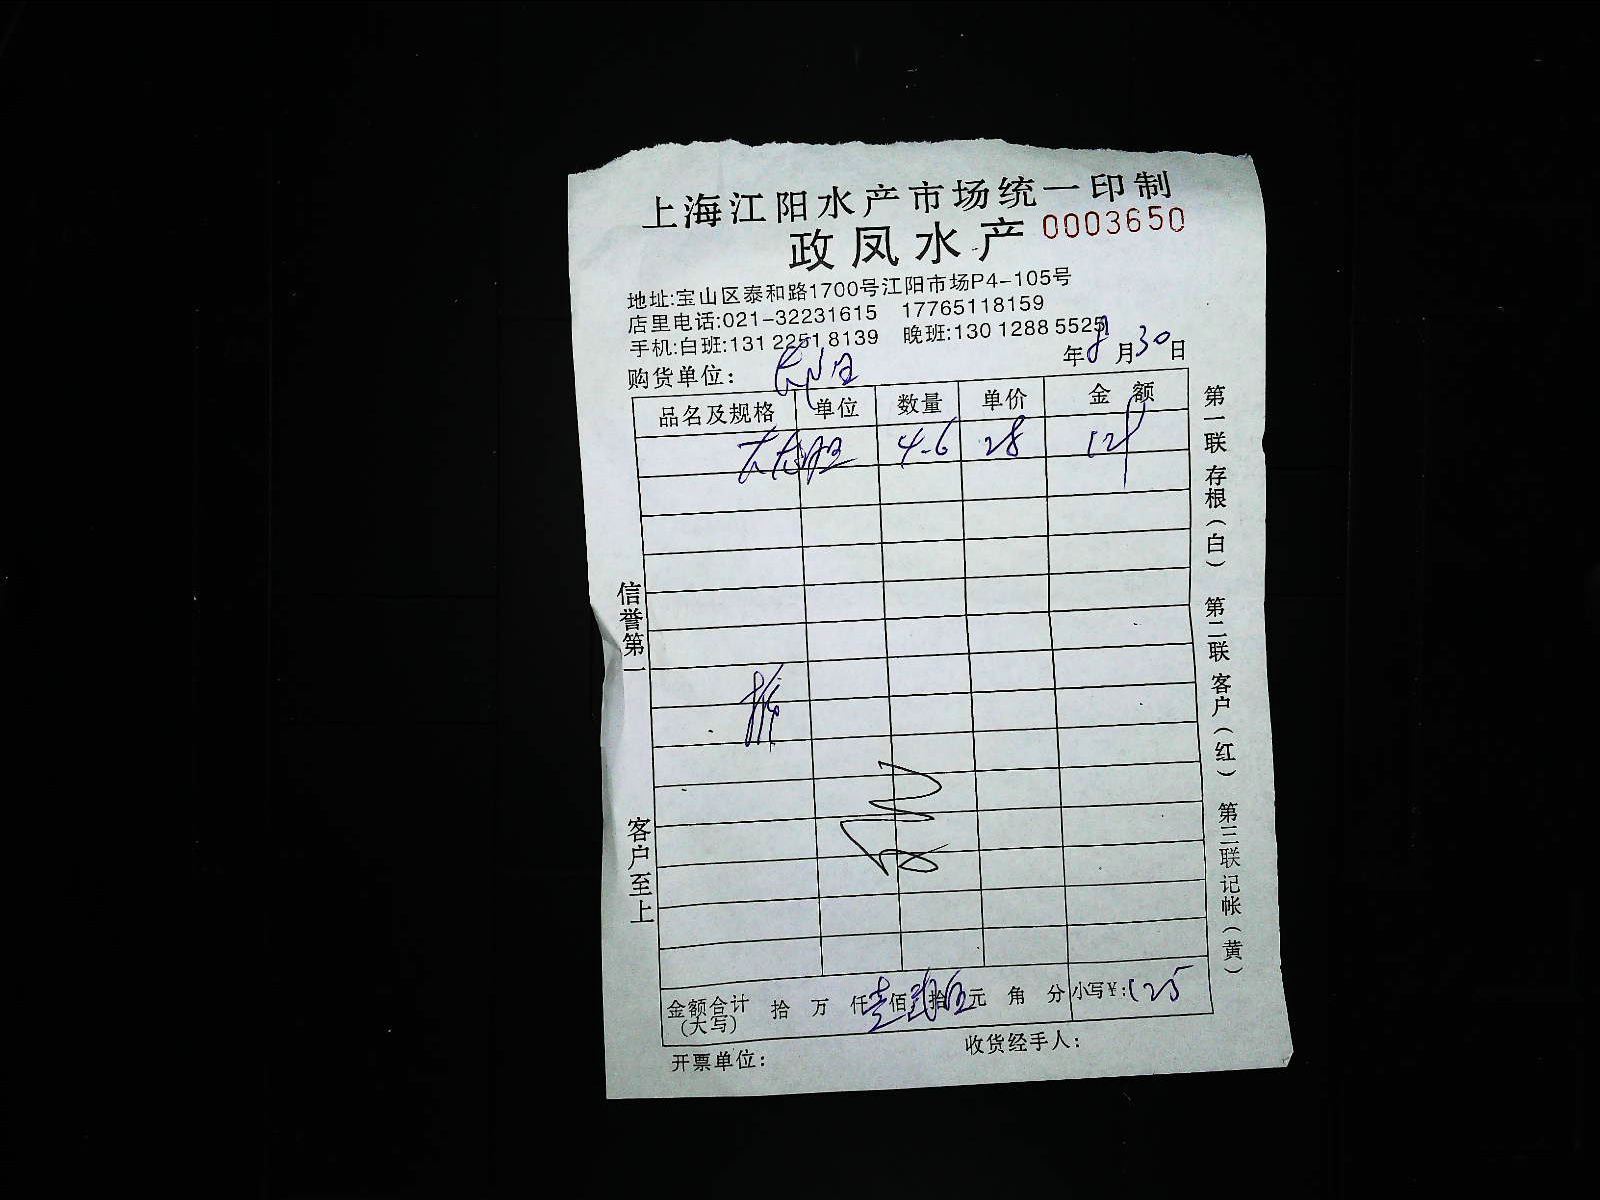 上海江阳水产市场统一印制
政凤水产 0003650
地址:宝山区泰和路1700号江阳市场P4-105号
店里电话:021-32231615 17765118159
手机:白班:131 2251 8139 晚班:130 1288 5525
年8月30日
购货单位:
品名及规格 单位 数量 单价 金额
4.6 28 128
信誉第一
客户至上
第一联存根(白)
第二联客户(红)
第三联记帐(黄)
金额合计(大写) 拾 万 仟壹佰贰拾伍元 角 分 小写¥:125
开票单位: 收货经手人: